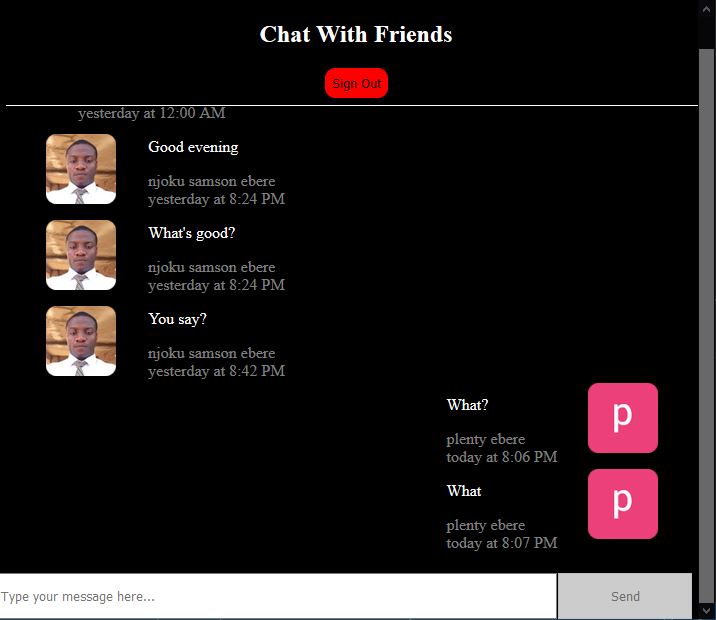 Chat With Friends
Sign Out
yesterday at 12:00 AM
Good evening
njoku samson ebere
yesterday at 8:24 PM
What's good?
njoku samson ebere
yesterday at 8:24 PM
You say?
njoku samson ebere
yesterday at 8:42 PM
What?
p
plenty ebere
today at 8:06 PM
What
p
plenty ebere
today at 8:07 PM
Type your message here...
Send